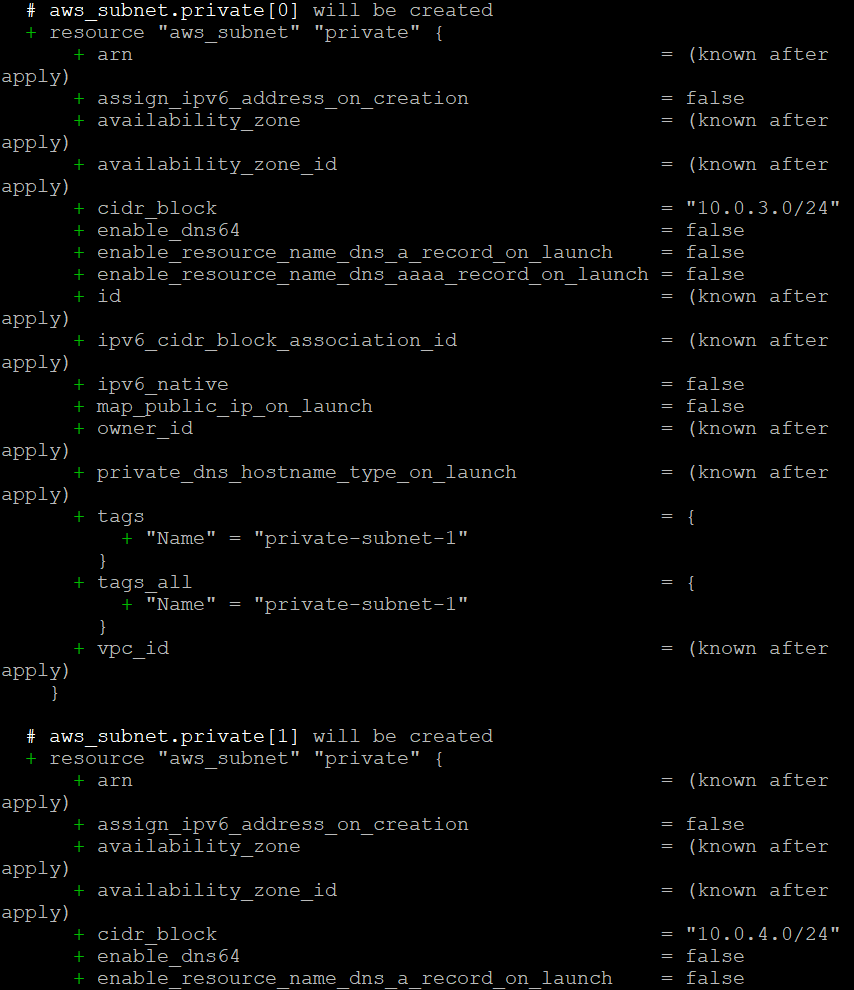 # aws_subnet.private[0] will be created
+ resource "aws_subnet" "private" {
+ arn = (known after
apply)
+ assign_ipv6_address_on_creation = false
+ availability_zone = (known after
apply)
+ availability_zone_id = (known after
apply)
+ cidr_block = "10.0.3.0/24"
+ enable_dns64 = false
+ enable_resource_name_dns_a_record_on_launch = false
+ enable_resource_name_dns_aaaa_record_on_launch = false
+ id = (known after
apply)
+ ipv6_cidr_block_association_id = (known after
apply)
+ ipv6_native = false
+ map_public_ip_on_launch = false
+ owner_id = (known after
apply)
+ private_dns_hostname_type_on_launch = (known after
apply)
+ tags = {
+ "Name" = "private-subnet-1"
}
+ tags_all = {
+ "Name" = "private-subnet-1"
}
+ vpc_id = (known after
apply)
}
# aws_subnet.private[1] will be created
+ resource "aws_subnet" "private" {
+ arn = (known after
apply)
+ assign_ipv6_address_on_creation = false
+ availability_zone = (known after
apply)
+ availability_zone_id = (known after
apply)
+ cidr_block = "10.0.4.0/24"
+ enable_dns64 = false
+ enable_resource_name_dns_a_record_on_launch = false